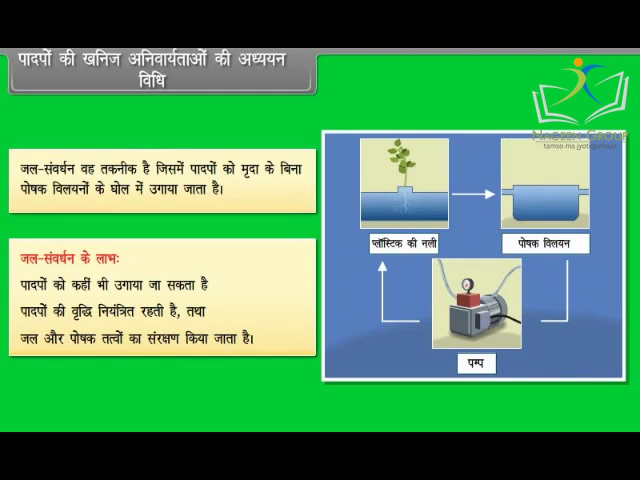 पादपों की खनिज अनिवार्यताओं की अध्ययन
विधि
NAGEEN GROUP
tamso ma jyotirgamaya
जल-संवर्धन वह तकनीक है जिसमें पादपों को मृदा के बिना
पोषक विलयनों के घोल में उगाया जाता है।
जल-संवर्धन के लाभः
पादपों को कहीं भी उगाया जा सकता है
पादपों की वृद्धि नियंत्रित रहती है, तथा
जल और पोषक तत्वों का संरक्षण किया जाता है।
प्लॉस्टिक की नली
पोषक विलयन
पम्प